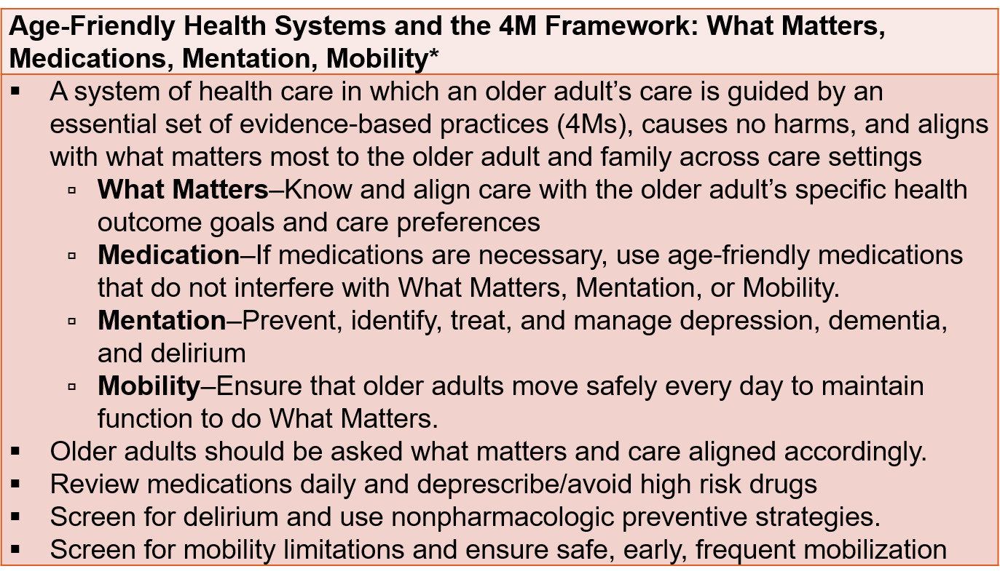 Age-Friendly Health Systems and the 4M Framework: What Matters,
Medications, Mentation, Mobility*
▪ A system of health care in which an older adult’s care is guided by an
essential set of evidence-based practices (4Ms), causes no harms, and aligns
with what matters most to the older adult and family across care settings
▫ What Matters–Know and align care with the older adult’s specific health
outcome goals and care preferences
▫ Medication–If medications are necessary, use age-friendly medications
that do not interfere with What Matters, Mentation, or Mobility.
▫ Mentation–Prevent, identify, treat, and manage depression, dementia,
and delirium
▫ Mobility–Ensure that older adults move safely every day to maintain
function to do What Matters.
▪ Older adults should be asked what matters and care aligned accordingly.
▪ Review medications daily and deprescribe/avoid high risk drugs
▪ Screen for delirium and use nonpharmacologic preventive strategies.
▪ Screen for mobility limitations and ensure safe, early, frequent mobilization